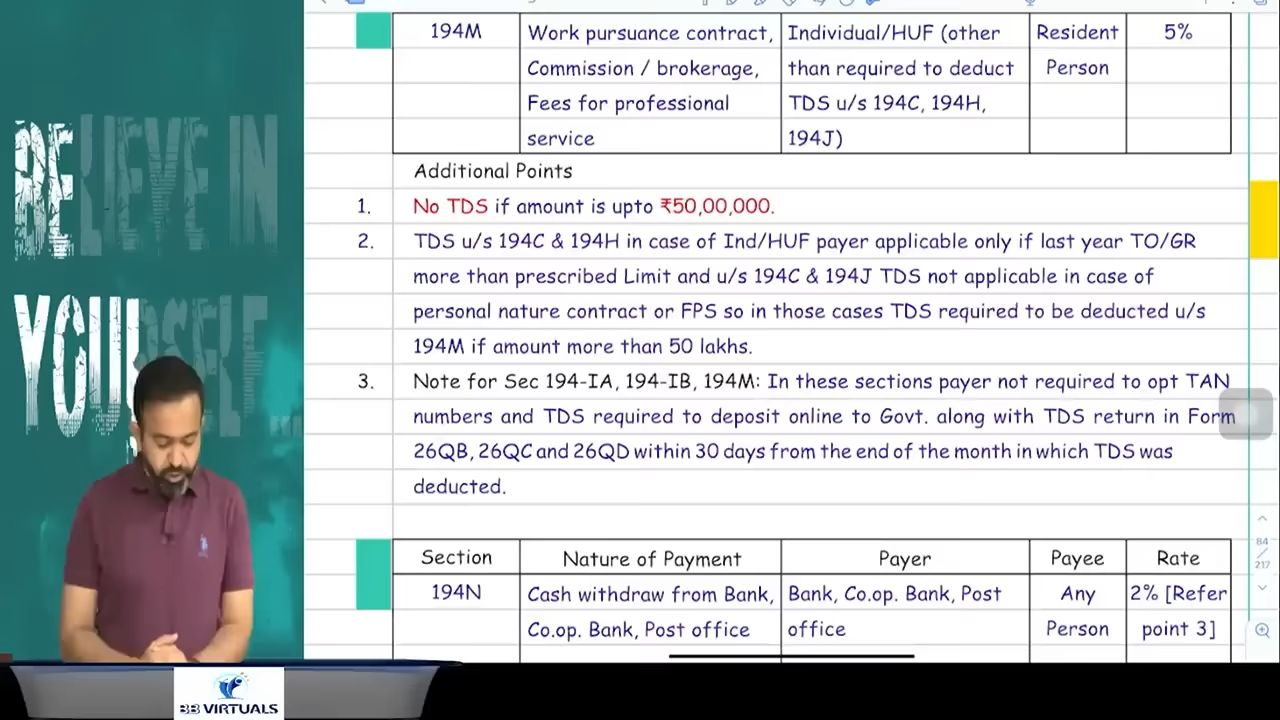 BELIEVE IN
YOURSELF
194M Work pursuance contract, Individual/HUF (other Resident 5%
Commission / brokerage, than required to deduct Person
Fees for professional TDS u/s 194C, 194H,
service 194J)
Additional Points
1. No TDS if amount is upto ₹50,00,000.
2. TDS u/s 194C & 194H in case of Ind/HUF payer applicable only if last year TO/GR
more than prescribed Limit and u/s 194C & 194J TDS not applicable in case of
personal nature contract or FPS so in those cases TDS required to be deducted u/s
194M if amount more than 50 lakhs.
3. Note for Sec 194-IA, 194-IB, 194M: In these sections payer not required to opt TAN
numbers and TDS required to deposit online to Govt. along with TDS return in Form
26QB, 26QC and 26QD within 30 days from the end of the month in which TDS was
deducted.
Section Nature of Payment Payer Payee Rate
194N Cash withdraw from Bank, Bank, Co.op. Bank, Post Any 2% [Refer
Co.op. Bank, Post office office Person point 3]
84
217
BB VIRTUALS